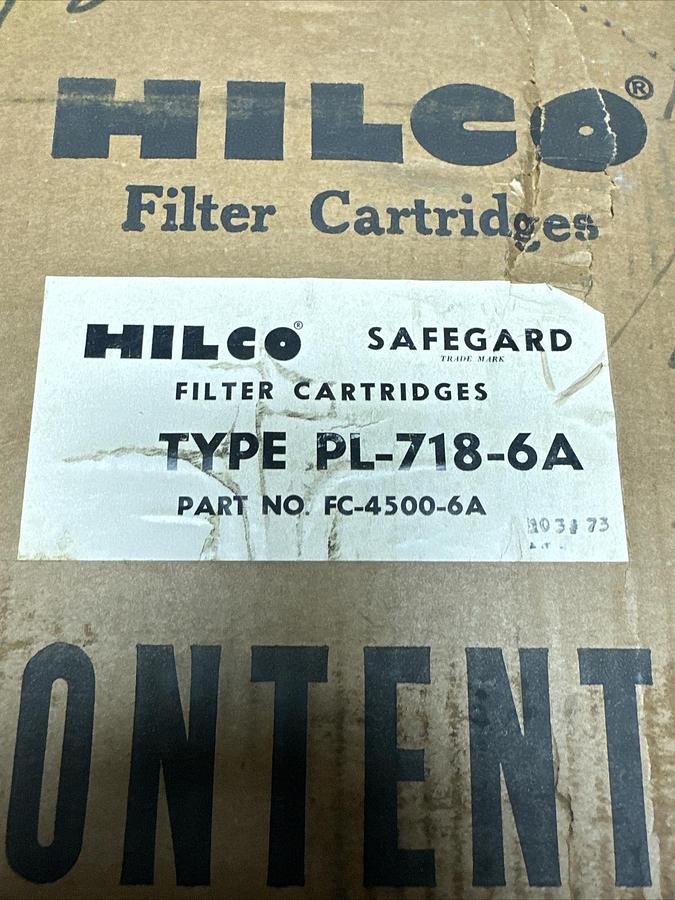 HILCO®
Filter Cartridges
HILCO® SAFEGARD
TRADE MARK
FILTER CARTRIDGES
TYPE PL-718-6A
PART NO. FC-4500-6A
ONTENT